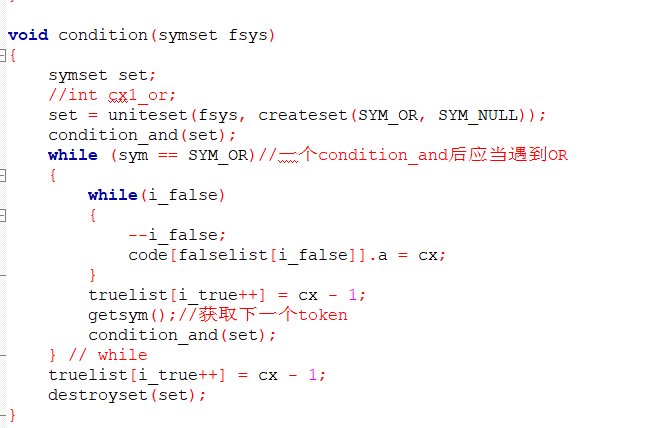 void condition(symset fsys)
{
symset set;
//int cx1_or;
set = uniteset(fsys, createset(SYM_OR, SYM_NULL));
condition_and(set);
while (sym == SYM_OR)//一个condition_and后应当遇到OR
{
while(i_false)
{
--i_false;
code[falselist[i_false]].a = cx;
}
truelist[i_true++] = cx - 1;
getsym();//获取下一个token
condition_and(set);
} // while
truelist[i_true++] = cx - 1;
destroyset(set);
}